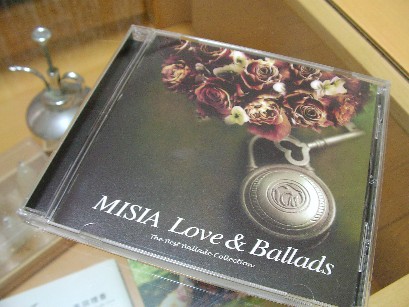 MISIA Love & Ballads
The Best Ballade Collection